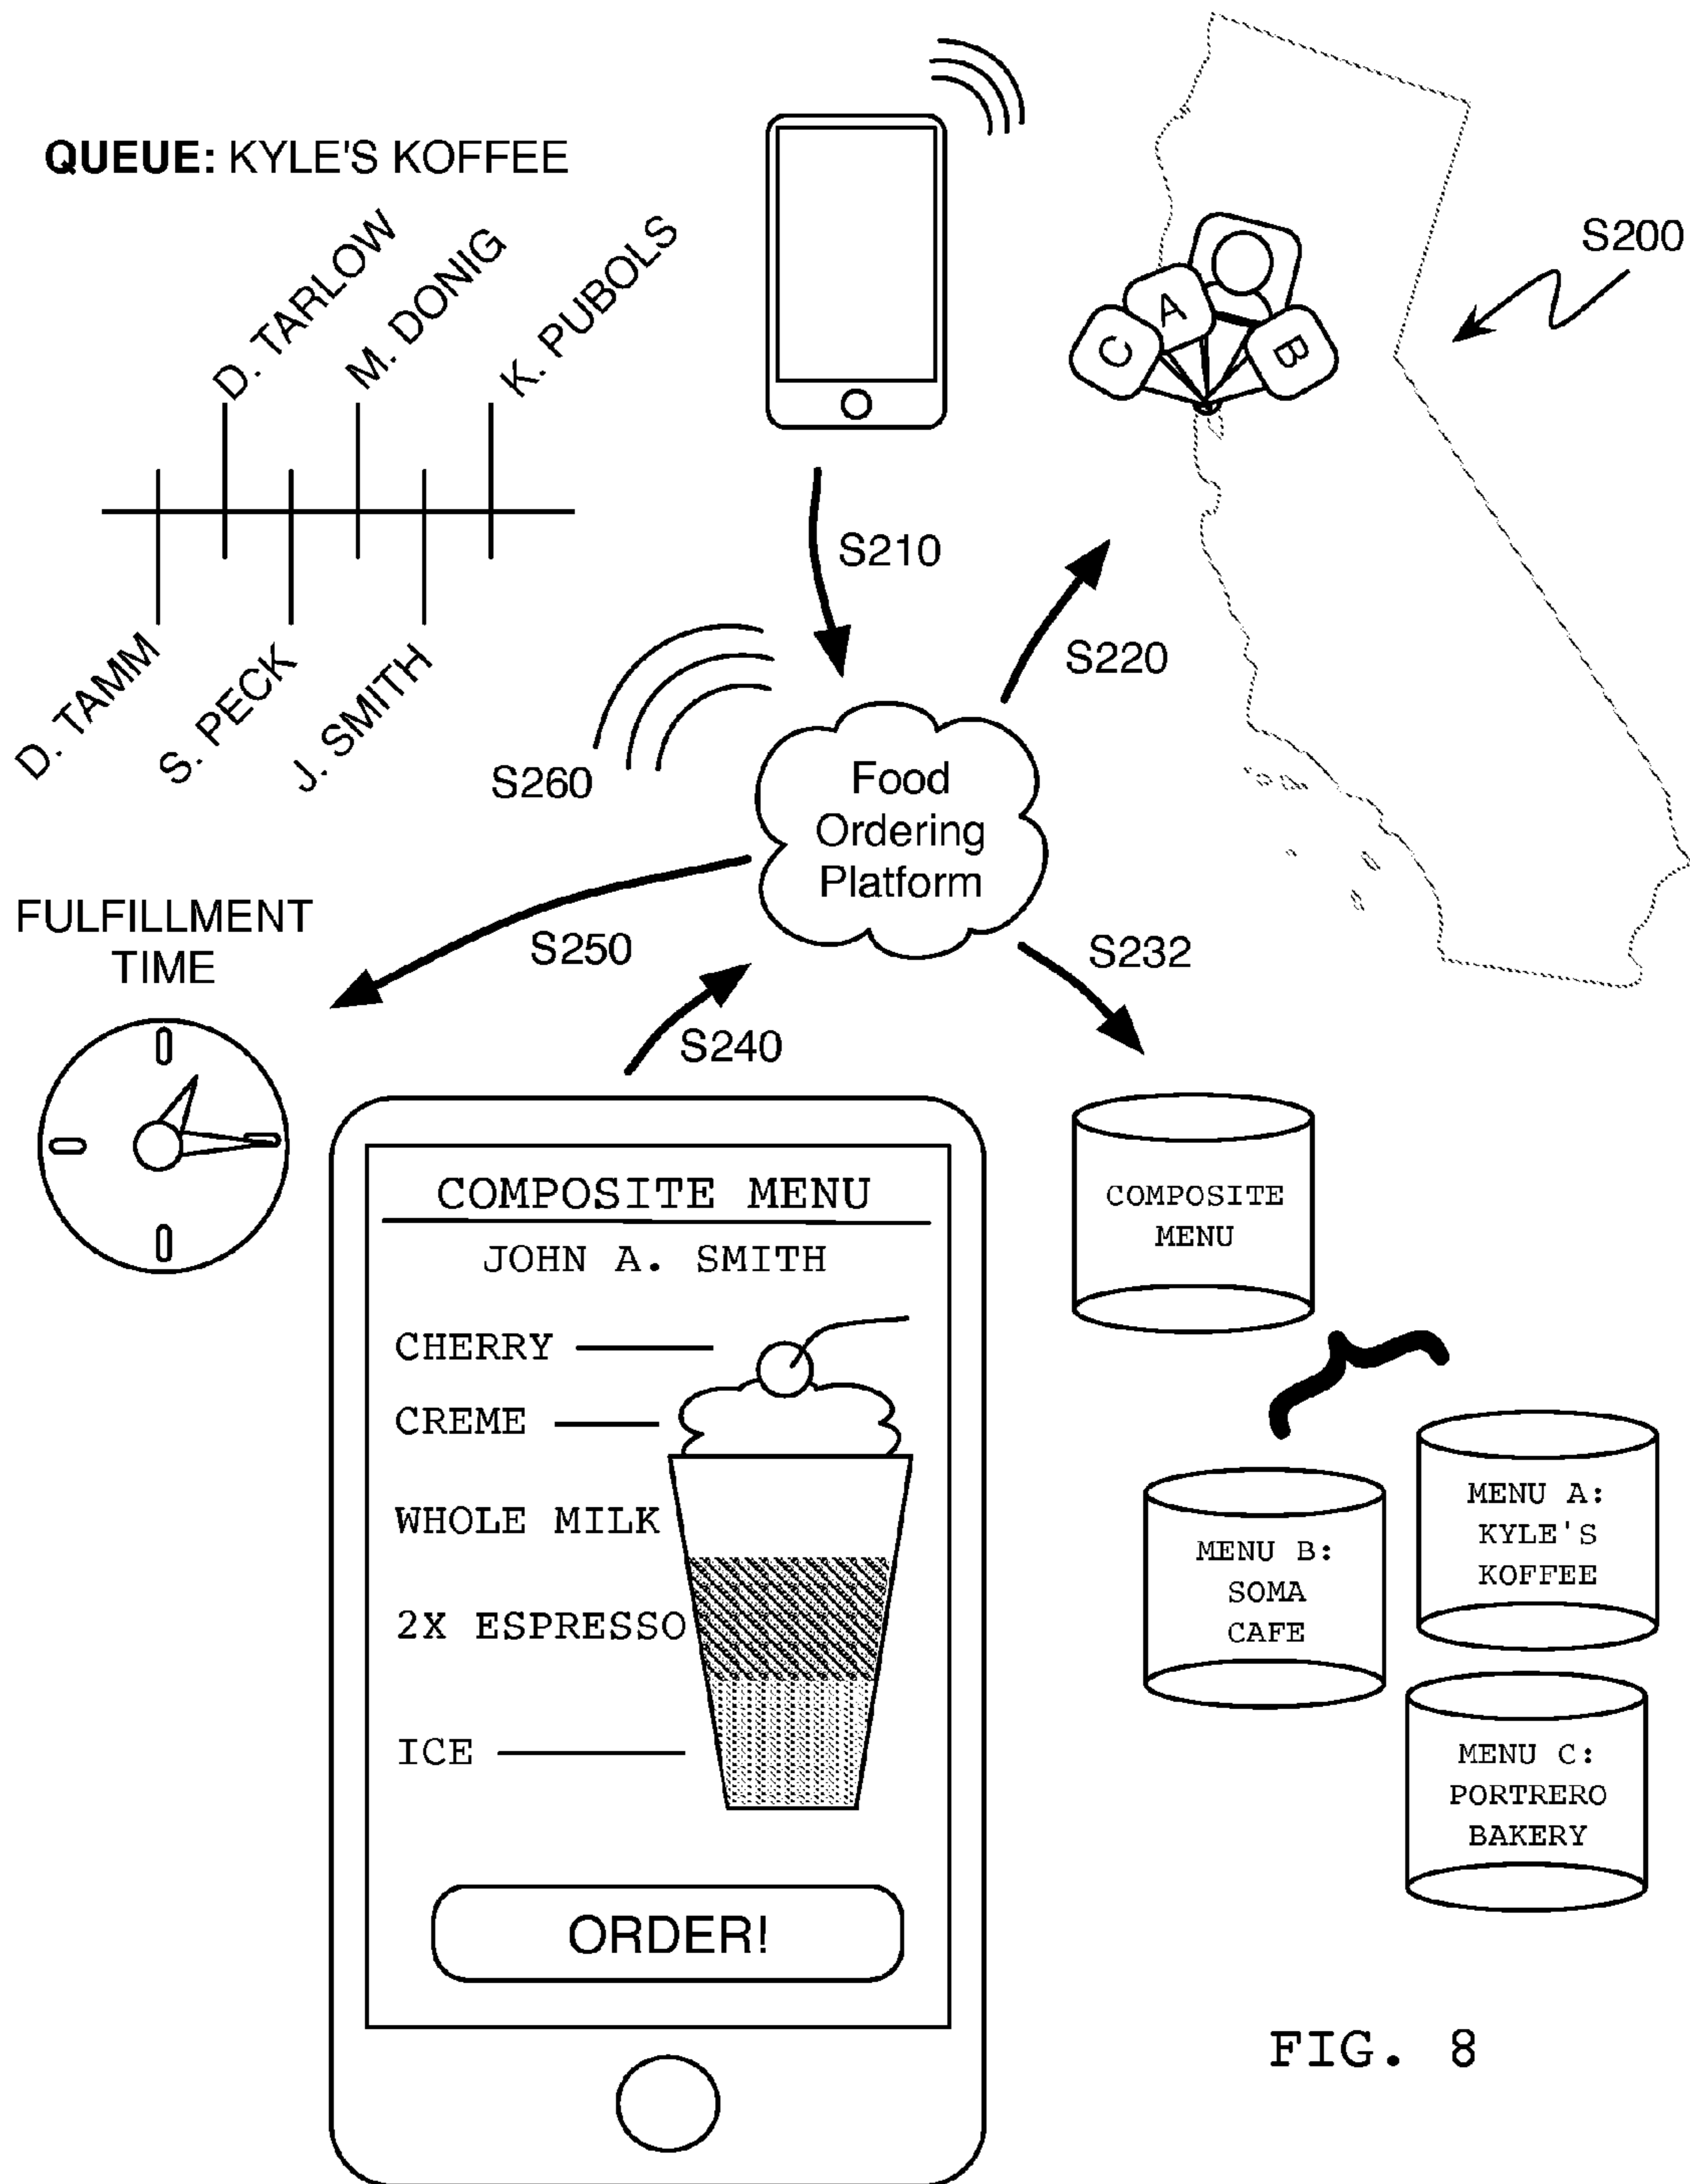 QUEUE: KYLE'S KOFFEE
D. TARLOW
M. DONIG
K. PUBOLS
D. TAMM
S. PECK
J. SMITH
S200
C
A
B
S210
S220
S260
Food
Ordering
Platform
FULFILLMENT
TIME
S250
S232
S240
COMPOSITE MENU
JOHN A. SMITH
CHERRY
CREME
WHOLE MILK
2X ESPRESSO
ICE
ORDER!
COMPOSITE
MENU
MENU A:
KYLE'S
KOFFEE
MENU B:
SOMA
CAFE
MENU C:
PORTRERO
BAKERY
FIG. 8